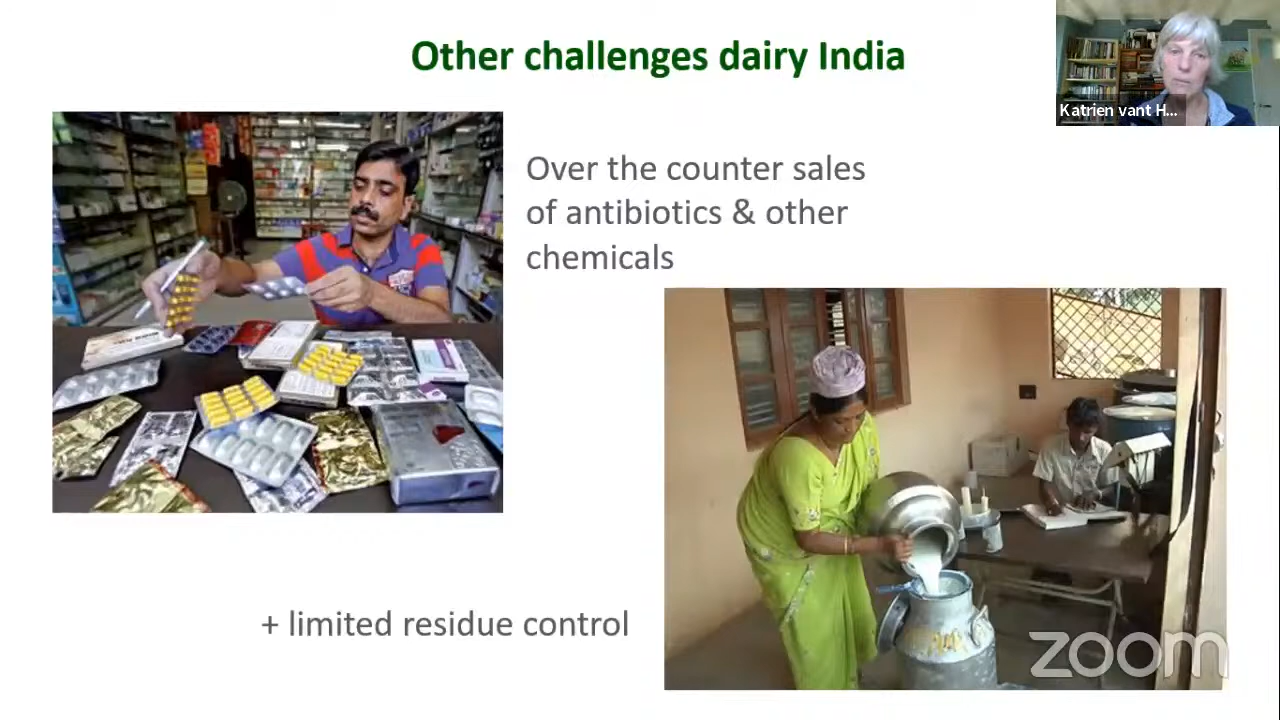 Other challenges dairy India
Katrien vant H...
Over the counter sales
of antibiotics & other
chemicals
+ limited residue control
zoom